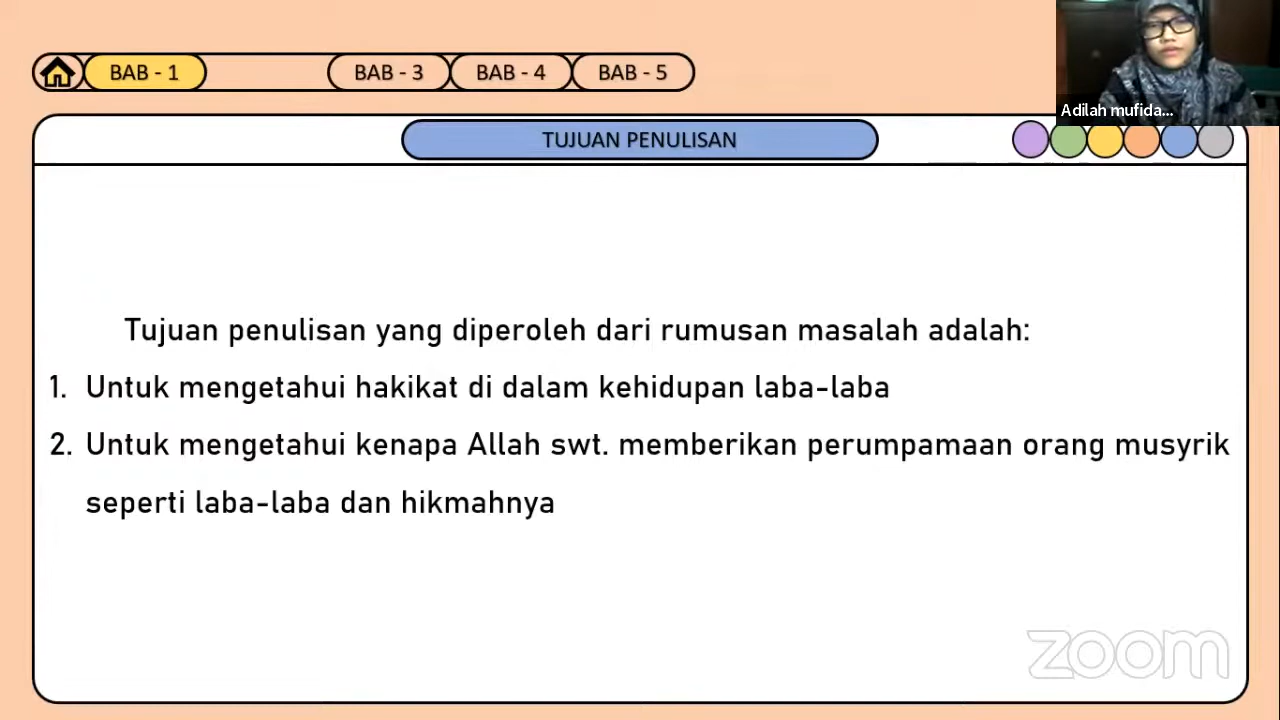 BAB - 1
BAB - 3
BAB - 4
BAB - 5
Adilah mufida...
TUJUAN PENULISAN
Tujuan penulisan yang diperoleh dari rumusan masalah adalah:
1. Untuk mengetahui hakikat di dalam kehidupan laba-laba
2. Untuk mengetahui kenapa Allah swt. memberikan perumpamaan orang musyrik
seperti laba-laba dan hikmahnya
zoom